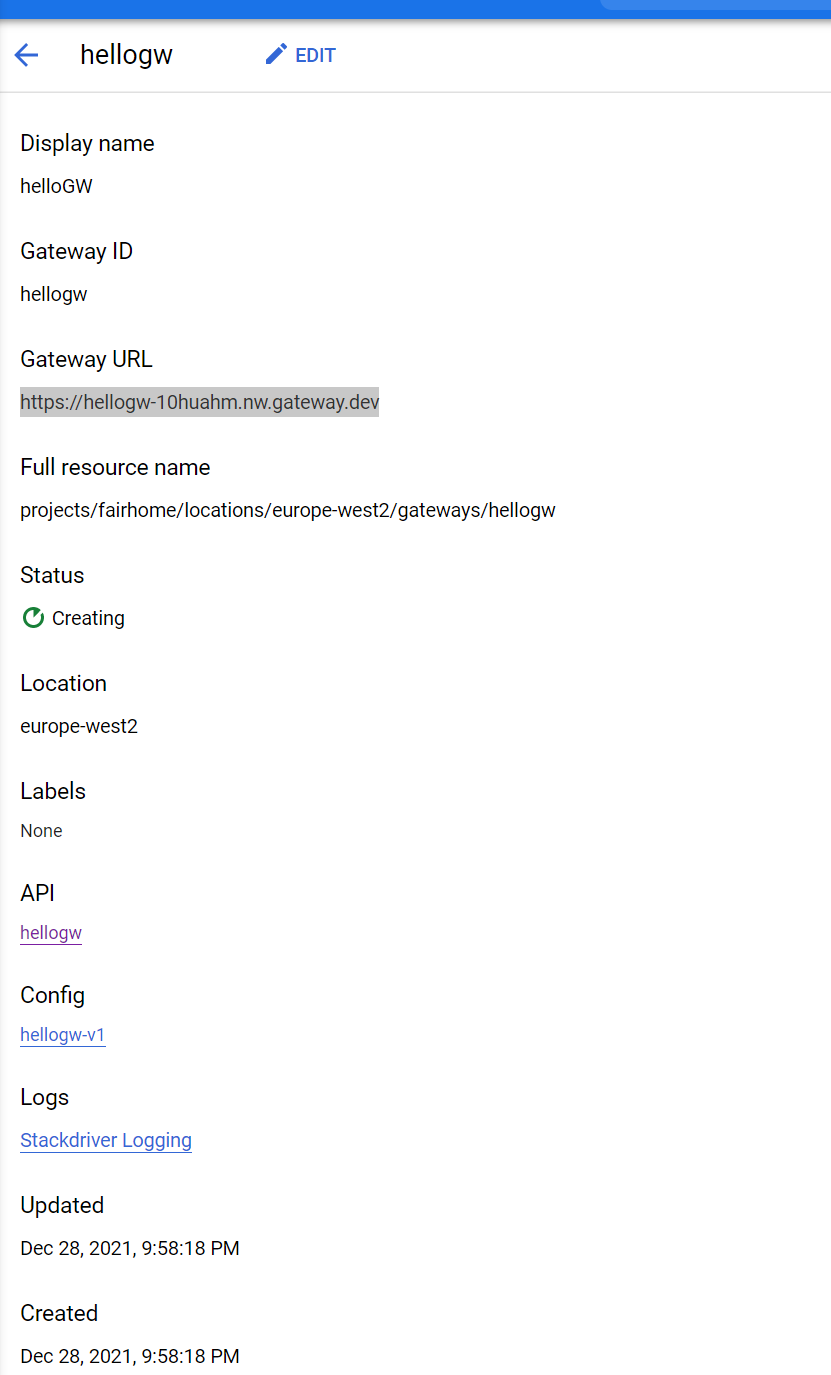 hellogw
EDIT
Display name
helloGW
Gateway ID
hellogw
Gateway URL
https://hellogw-10huahm.nw.gateway.dev
Full resource name
projects/fairhome/locations/europe-west2/gateways/hellogw
Status
Creating
Location
europe-west2
Labels
None
API
hellogw
Config
hellogw-v1
Logs
Stackdriver Logging
Updated
Dec 28, 2021, 9:58:18 PM
Created
Dec 28, 2021, 9:58:18 PM